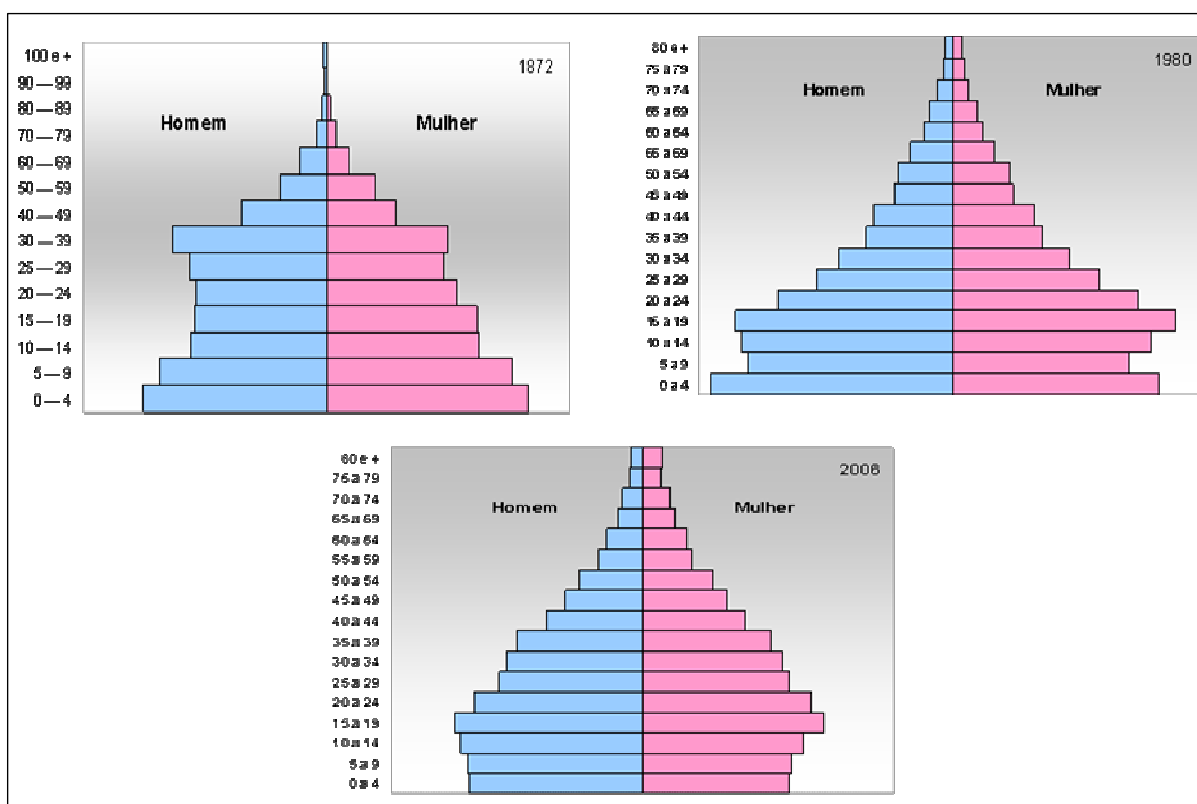 100 e +
90 — 99
80 — 89
70 — 79
60 — 69
50 — 59
40 — 49
30 — 39
25 — 29
20 — 24
15 — 19
10 — 14
5 — 9
0 — 4
1872
Homem
Mulher
80 e +
75 a 79
70 a 74
65 a 69
60 a 64
55 a 59
50 a 54
45 a 49
40 a 44
35 a 39
30 a 34
25 a 29
20 a 24
15 a 19
10 a 14
5 a 9
0 a 4
1980
Homem
Mulher
80 e +
75 a 79
70 a 74
65 a 69
60 a 64
55 a 59
50 a 54
45 a 49
40 a 44
35 a 39
30 a 34
25 a 29
20 a 24
15 a 19
10 a 14
5 a 9
0 a 4
2006
Homem
Mulher